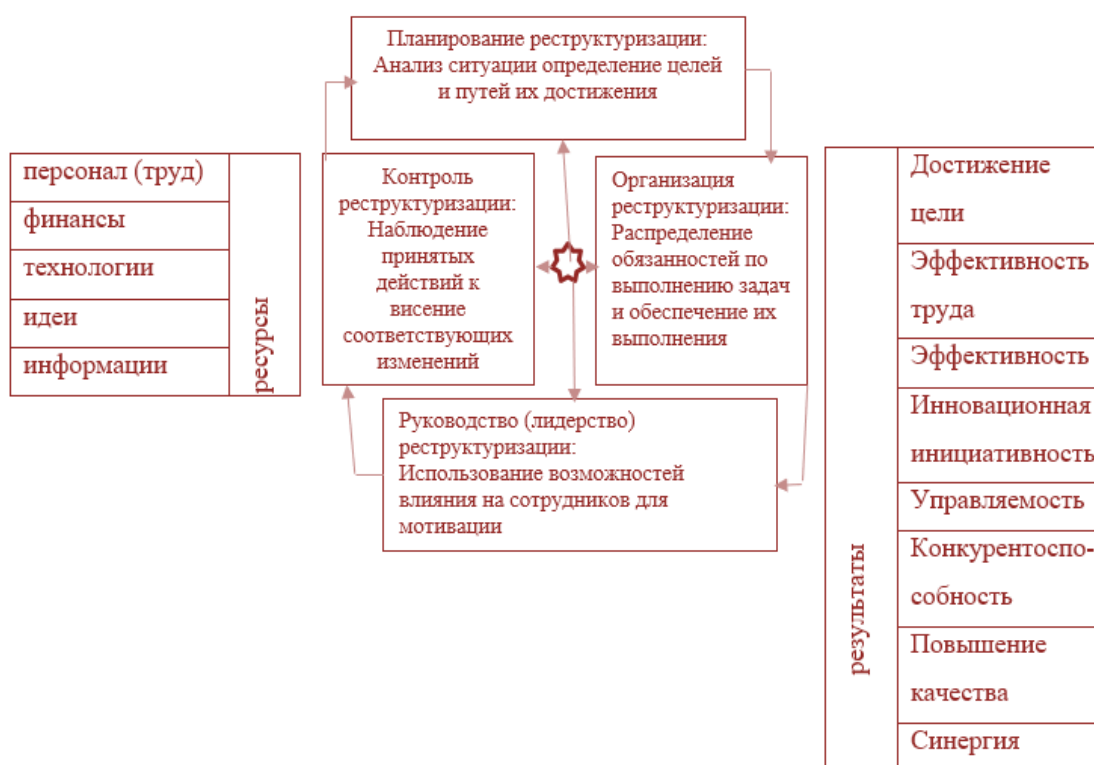 Планирование реструктуризации:
Анализ ситуации определение целей
и путей их достижения
персонал (труд)
финансы
технологии
идеи
информации
ресурсы
Контроль
реструктуризации:
Наблюдение
принятых
действий к
висение
соответствующих
изменений
Организация
реструктуризации:
Распределение
обязанностей по
выполнению задач
и обеспечение их
выполнения
Руководство (лидерство)
реструктуризации:
Использование возможностей
влияния на сотрудников для
мотивации
результаты
Достижение
цели
Эффективность
труда
Эффективность
Инновационная
инициативность
Управляемость
Конкурентоспо-
собность
Повышение
качества
Синергия